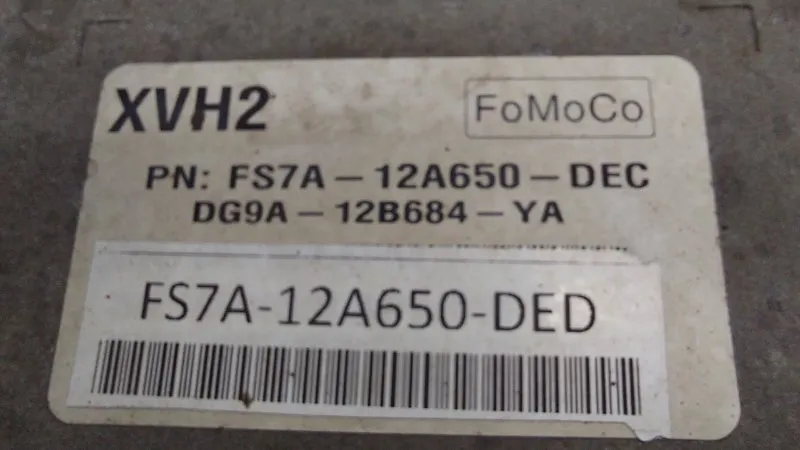 XVH2
FoMoCo
PN: FS7A-12A650-DEC
DG9A-12B684-YA
FS7A-12A650-DED